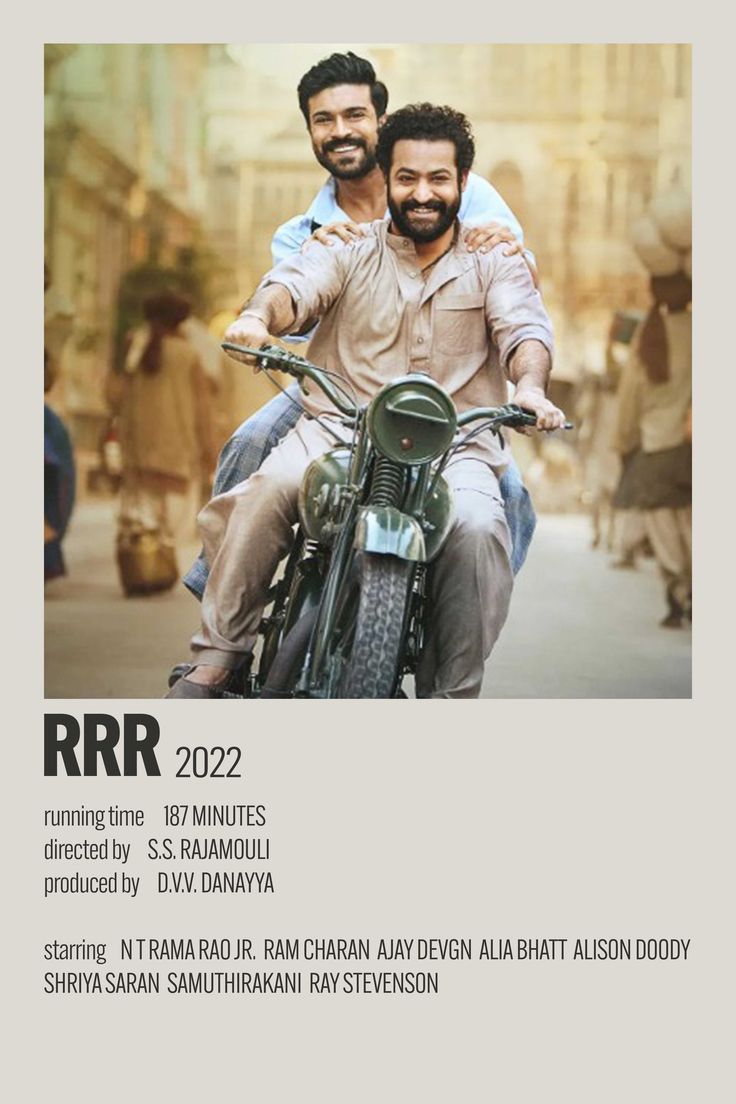 RRR 2022
running time 187 MINUTES
directed by S.S. RAJAMOULI
produced by D.V.V. DANAYYA
starring N T RAMA RAO JR. RAM CHARAN AJAY DEVGN ALIA BHATT ALISON DOODY
SHRIYA SARAN SAMUTHIRAKANI RAY STEVENSON